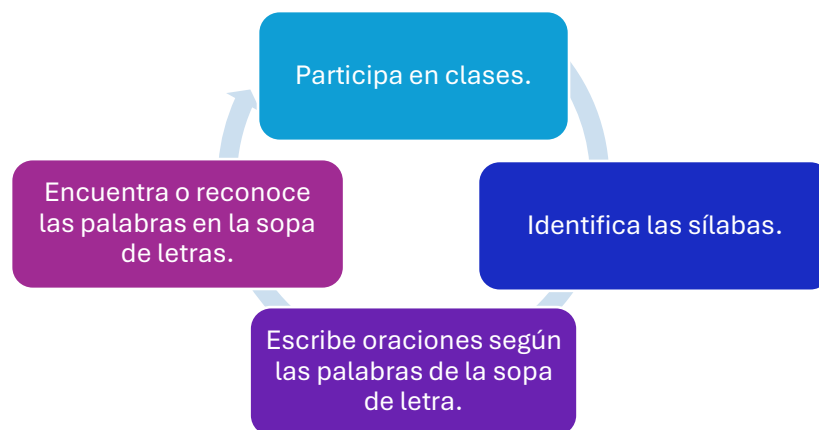 Participa en clases.
Identifica las sílabas.
Escribe oraciones según
las palabras de la sopa
de letra.
Encuentra o reconoce
las palabras en la sopa
de letras.